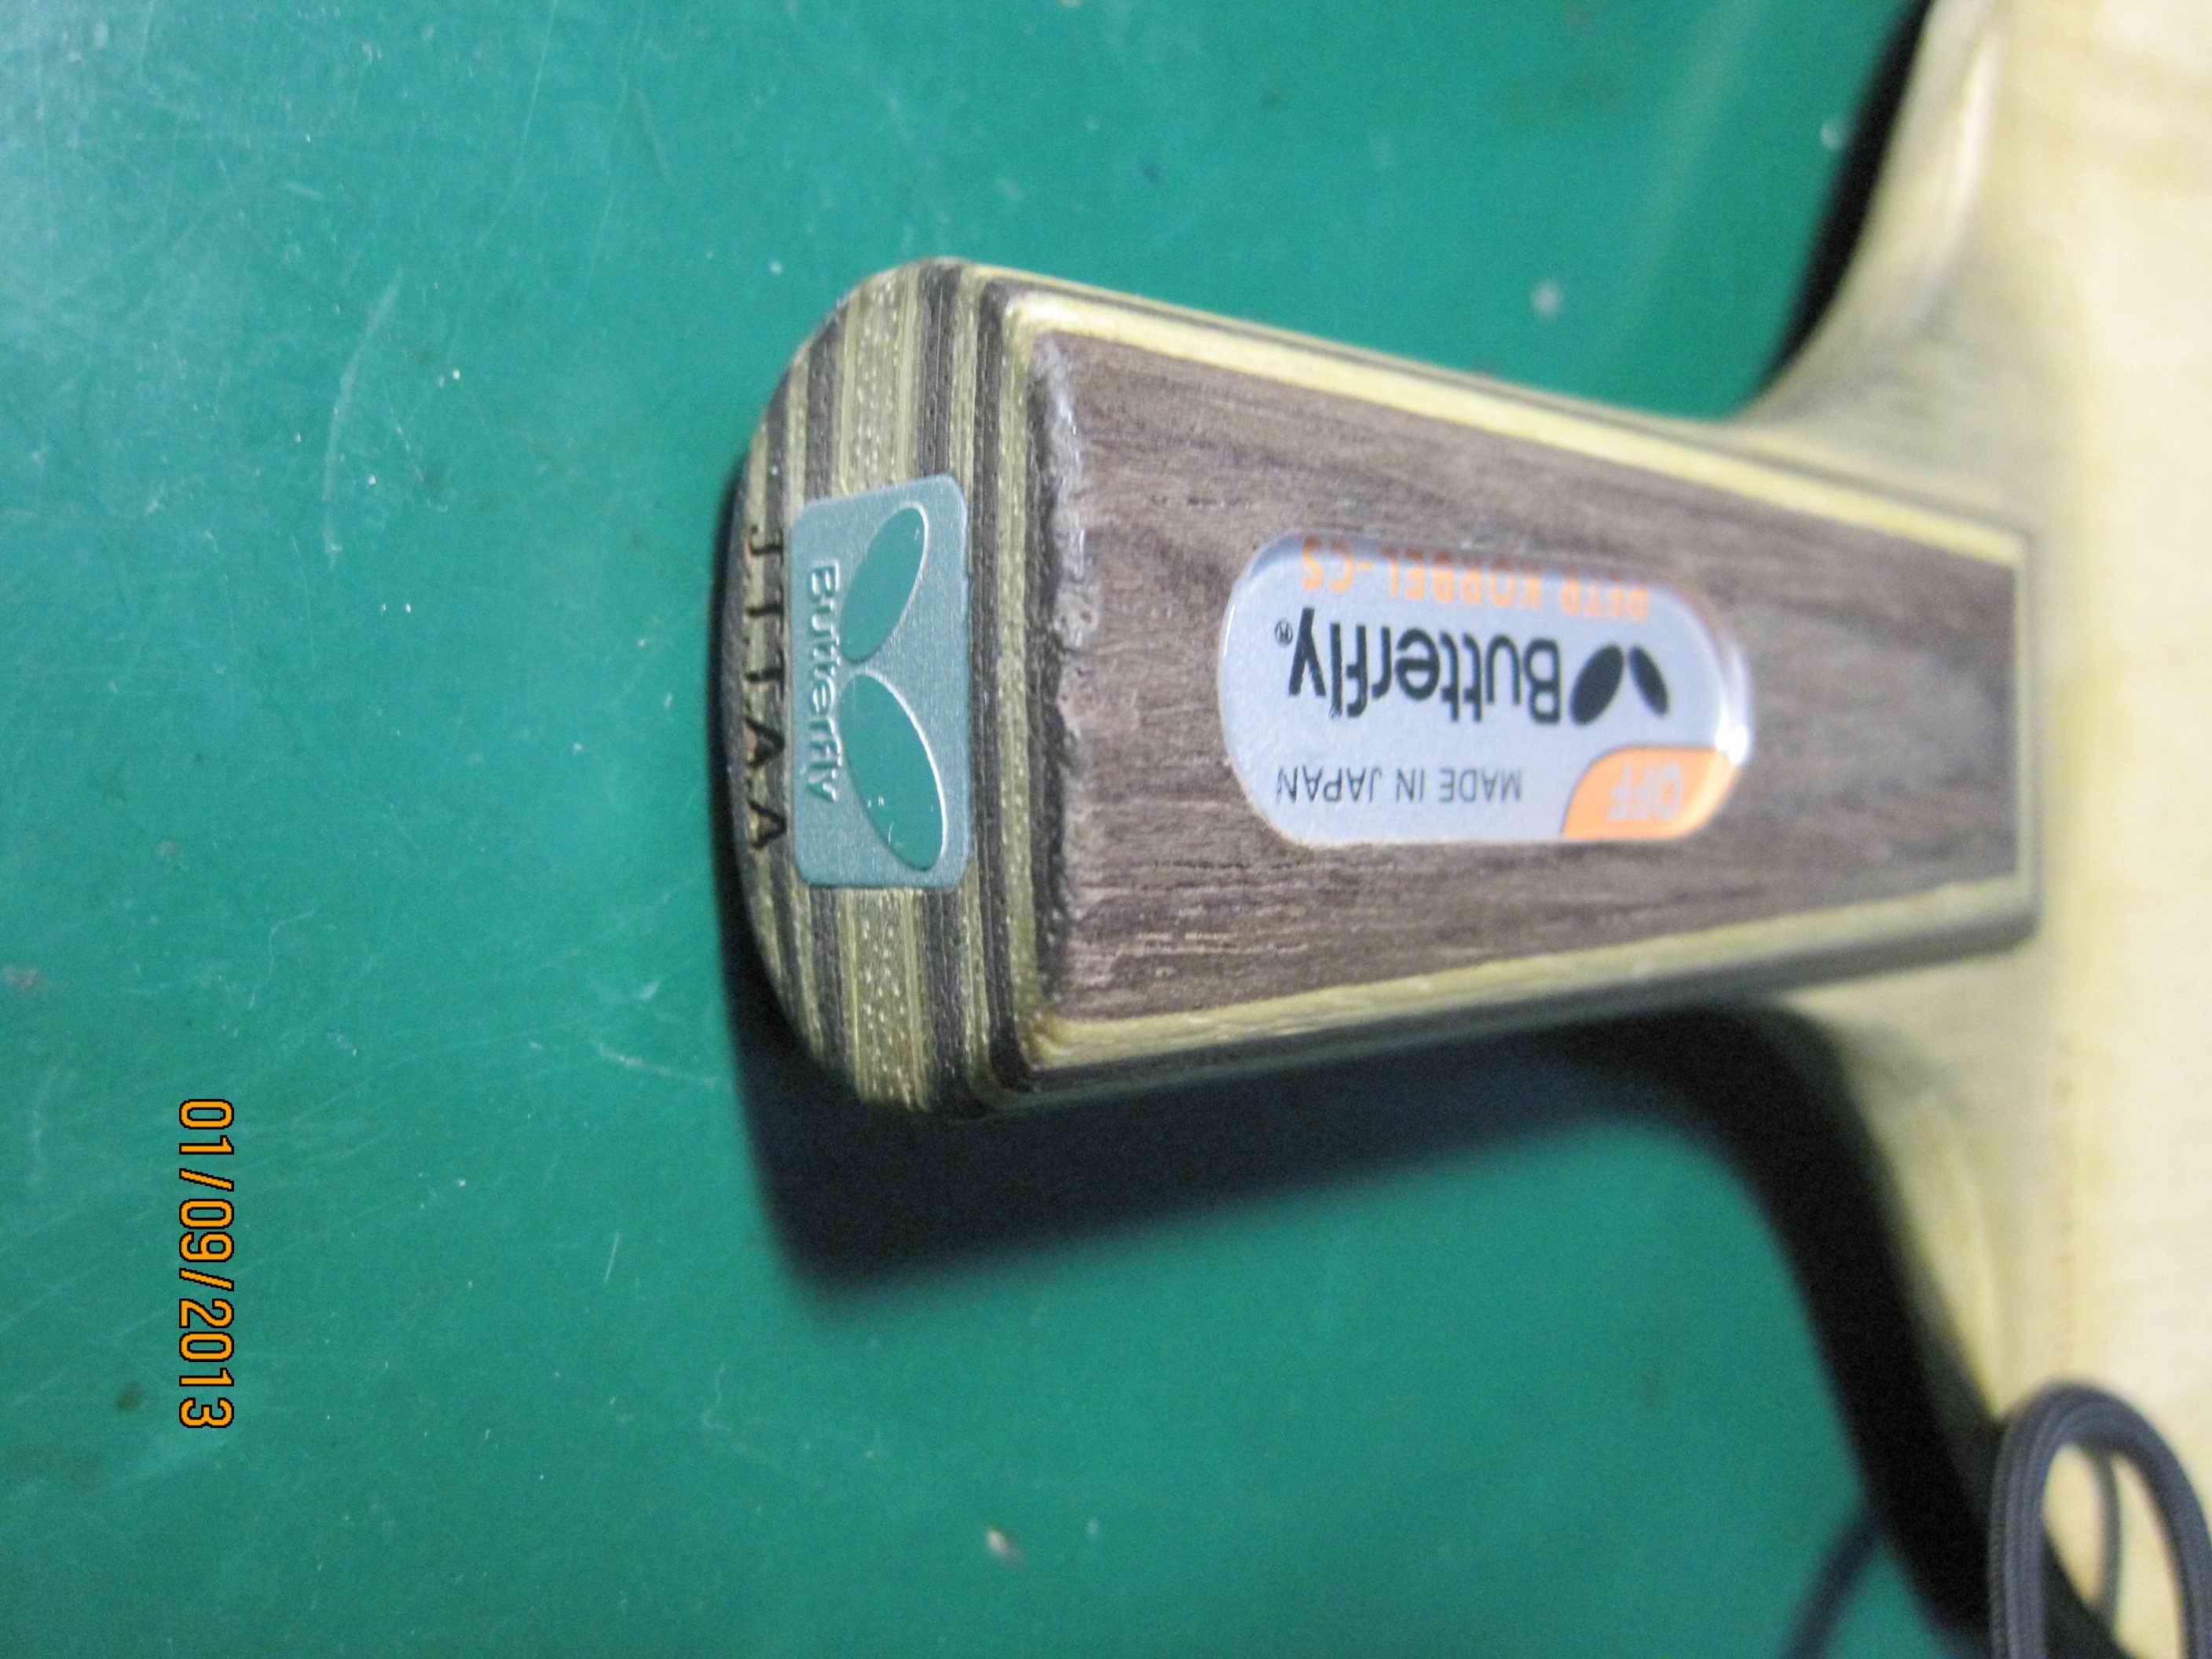 MADE IN JAPAN
OFF
Butterfly®
PETR KORBEL-CS
Butterfly
J.T.T.A.A
01/09/2013